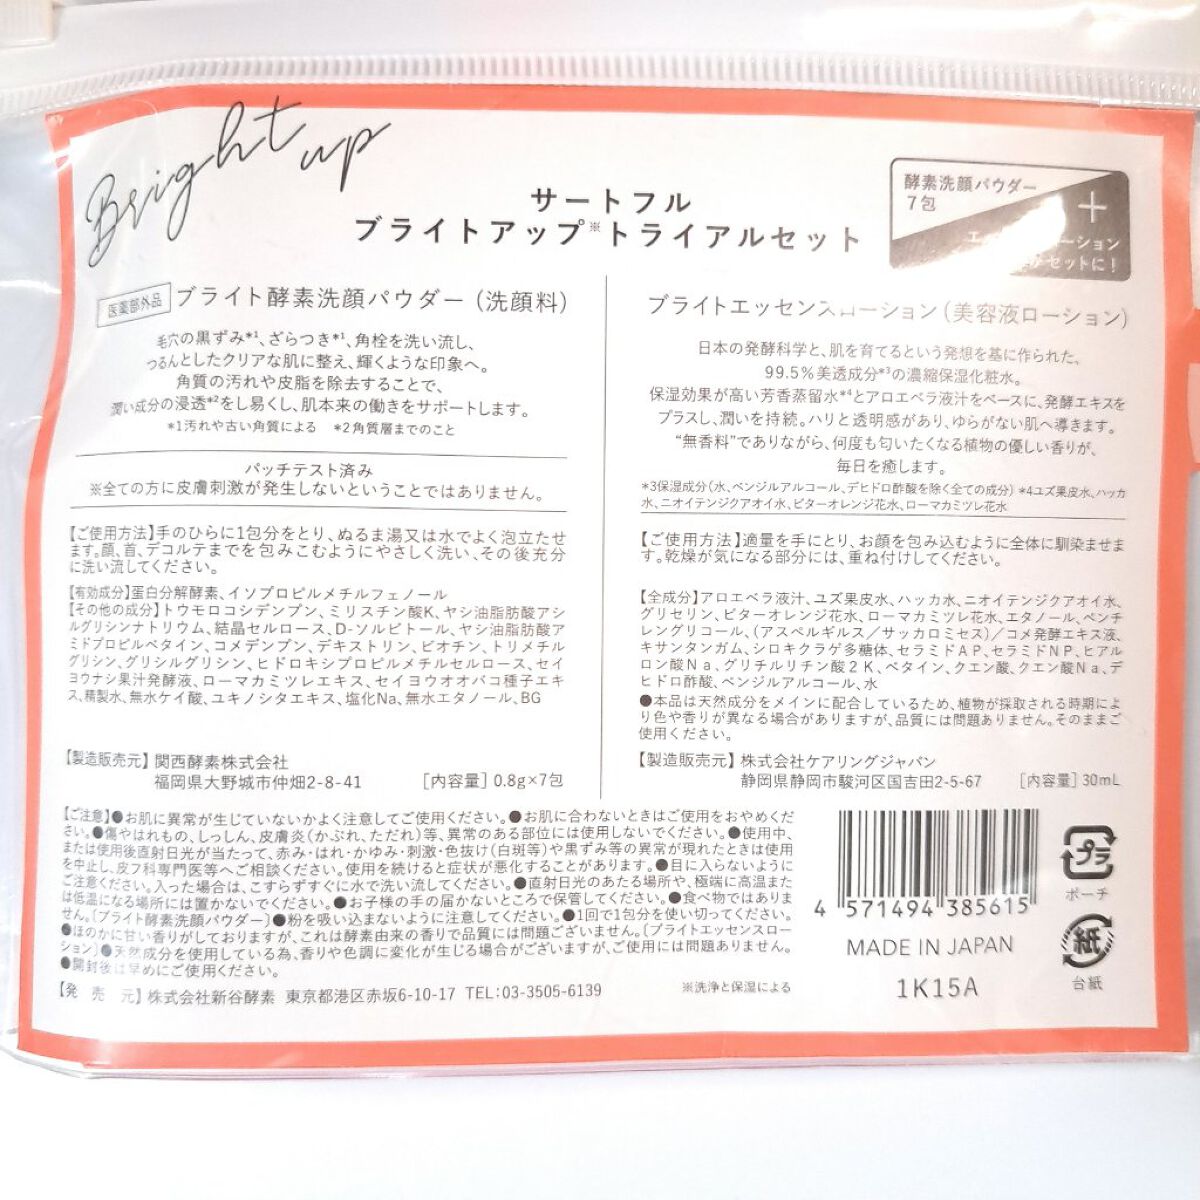 Bright up
サートフル
ブライトアップ※トライアルセット
酵素洗顔パウダー
7包
+
セットに!
医薬部外品 ブライト酵素洗顔パウダー(洗顔料)
毛穴の黒ずみ*1、ざらつき*1、角栓を洗い流し、
つるんとしたクリアな肌に整え、輝くような印象へ。
角質の汚れや皮脂を除去することで、
潤い成分の浸透*2をし易くし、肌本来の働きをサポートします。
*1汚れや古い角質による *2角質層までのこと
パッチテスト済み
※全ての方に皮膚刺激が発生しないということではありません。
【ご使用方法】手のひらに1包分をとり、ぬるま湯又は水でよく泡立たせ
ます。顔、首、デコルテまでを包みこむようにやさしく洗い、その後充分
に洗い流してください。
【有効成分】蛋白分解酵素、イソプロピルメチルフェノール
【その他の成分】トウモロコシデンプン、ミリスチン酸K、ヤシ油脂肪酸アシ
ルグリシンナトリウム、結晶セルロース、D-ソルビトール、ヤシ油脂肪酸ア
ミドプロピルベタイン、コメデンプン、デキストリン、ビオチン、トリメチル
グリシン、グリシルグリシン、ヒドロキシプロピルメチルセルロース、セイ
ヨウナシ果汁発酵液、ローマカミツレエキス、セイヨウオオバコ種子エキ
ス、精製水、無水ケイ酸、ユキノシタエキス、塩化Na、無水エタノール、BG
【製造販売元】関西酵素株式会社
福岡県大野城市仲畑2-8-41 [内容量] 0.8g×7包
ブライトエッセンスローション(美容液ローション)
日本の発酵科学と、肌を育てるという発想を基に作られた、
99.5%美透成分*3の濃縮保湿化粧水。
保湿効果が高い芳香蒸留水*4とアロエベラ液汁をベースに、発酵エキスを
プラスし、潤いを持続。ハリと透明感があり、ゆらがない肌へ導きます。
“無香料”でありながら、何度も匂いたくなる植物の優しい香りが、
毎日を癒します。
*3保湿成分(水、ベンジルアルコール、デヒドロ酢酸を除く全ての成分) *4ユズ果皮水、ハッカ
水、ニオイテンジクアオイ水、ビターオレンジ花水、ローマカミツレ花水
【ご使用方法】適量を手にとり、お顔を包み込むように全体に馴染ませま
す。乾燥が気になる部分には、重ね付けしてください。
【全成分】アロエベラ液汁、ユズ果皮水、ハッカ水、ニオイテンジクアオイ水、
グリセリン、ビターオレンジ花水、ローマカミツレ花水、エタノール、ペンチ
レングリコール、(アスペルギルス/サッカロミセス)/コメ発酵エキス液、
キサンタンガム、シロキクラゲ多糖体、セラミドAP、セラミドNP、ヒアル
ロン酸Na、グリチルリチン酸2K、ベタイン、クエン酸、クエン酸Na、デ
ヒドロ酢酸、ベンジルアルコール、水
●本品は天然成分をメインに配合しているため、植物が採取される時期によ
り色や香りが異なる場合がありますが、品質には問題ありません。そのままご
使用ください。
【製造販売元】株式会社ケアリングジャパン
静岡県静岡市駿河区国吉田2-5-67 [内容量] 30mL
【ご注意】●お肌に異常が生じていないかよく注意してご使用ください。●お肌に合わないときはご使用をおやめくだ
さい。●傷やはれもの、しっしん、皮膚炎(かぶれ、ただれ)等、異常のある部位には使用しないでください。●使用中、
または使用後直射日光が当たって、赤み・はれ・かゆみ・刺激・色抜け(白斑等)や黒ずみ等の異常が現れたときは使用
を中止し、皮フ科専門医等へご相談ください。使用を続けると症状が悪化することがあります。●目に入らないように
ご注意ください。入った場合は、こすらずすぐに水で洗い流してください。●直射日光のあたる場所や、極端に高温また
は低温になる場所には置かないでください。●お子様の手の届かないところで保管してください。●食べ物ではありま
せん。〔ブライト酵素洗顔パウダー〕●粉を吸い込まないように注意してください。●1回で1包分を使い切ってください。
●ほのかに甘い香りがしておりますが、これは酵素由来の香りで品質には問題ございません。〔ブライトエッセンスロー
ション〕●天然成分を使用している為、香りや色調に変化が生じる場合がございますが、ご使用には問題ありません。
●開封後は早めにご使用ください。
【発 売 元】株式会社新谷酵素 東京都港区赤坂6-10-17 TEL:03-3505-6139
※洗浄と保湿による
4 571494 385615
MADE IN JAPAN
1K15A
プラ
ポーチ
紙
台紙